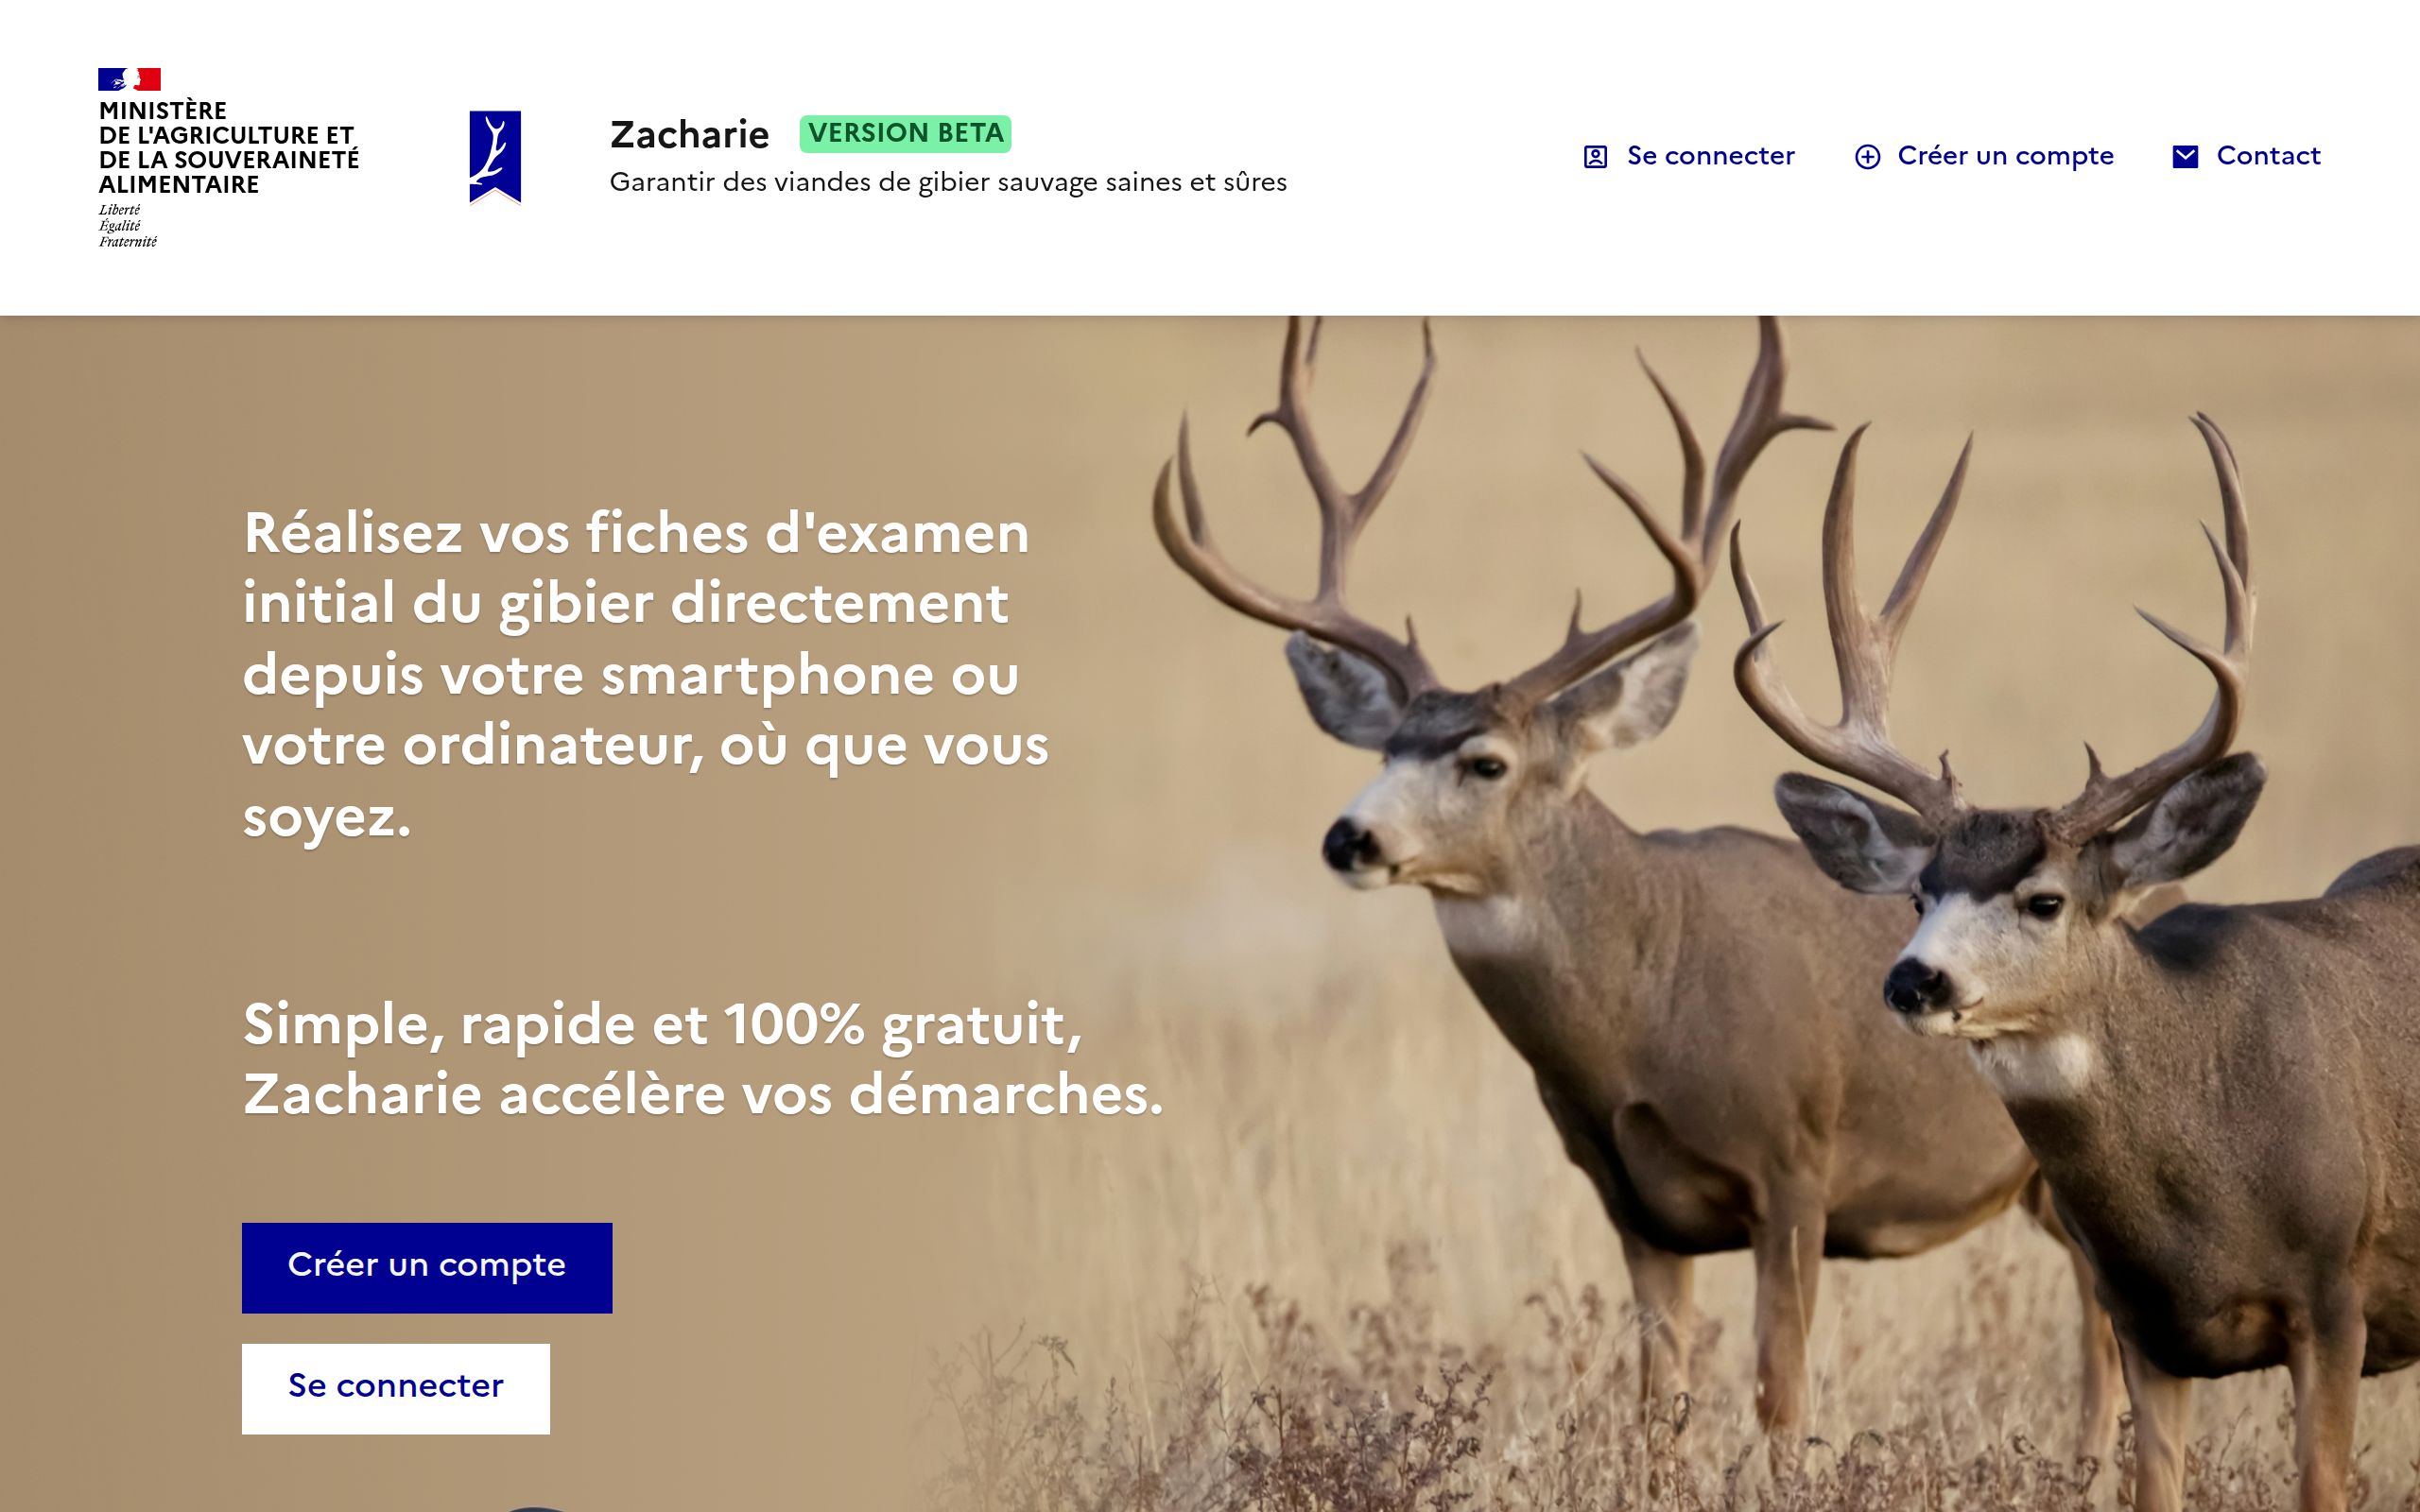 MINISTÈRE
DE L'AGRICULTURE ET
DE LA SOUVERAINETÉ
ALIMENTAIRE
Liberté
Égalité
Fraternité
Zacharie VERSION BETA
Garantir des viandes de gibier sauvage saines et sûres
Se connecter
Créer un compte
Contact
Réalisez vos fiches d'examen
initial du gibier directement
depuis votre smartphone ou
votre ordinateur, où que vous
soyez.
Simple, rapide et 100% gratuit,
Zacharie accélère vos démarches.
Créer un compte
Se connecter